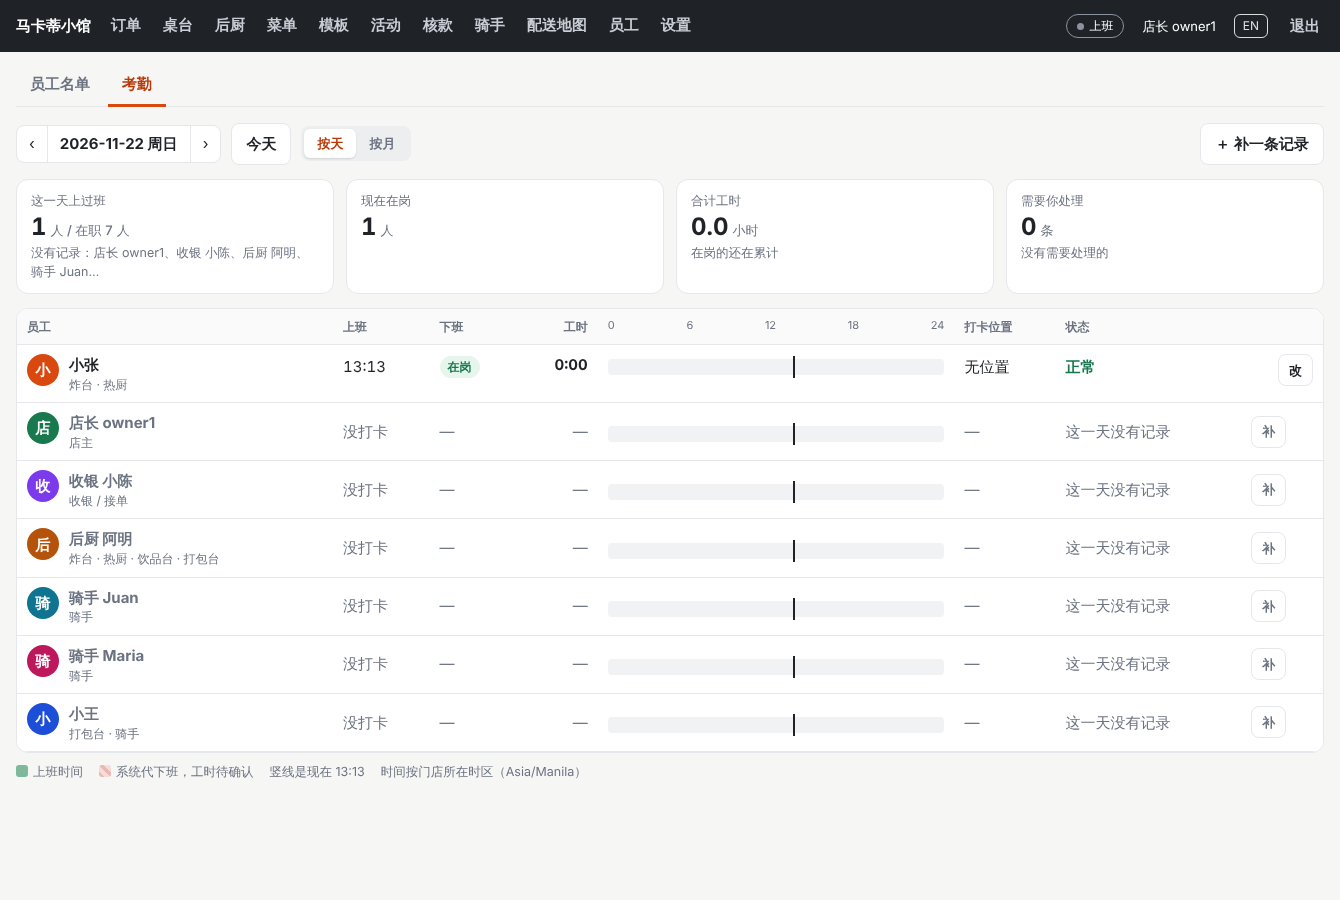 马卡蒂小馆 订单 桌台 后厨 菜单 模板 活动 核款 骑手 配送地图 员工 设置 上班 店长 owner1 EN 退出
员工名单 考勤
‹ 2026-11-22 周日 › 今天 按天 按月 + 补一条记录
这一天上过班
1 人 / 在职 7 人
没有记录：店长 owner1、收银 小陈、后厨 阿明、
骑手 Juan…
现在在岗
1 人
合计工时
0.0 小时
在岗的还在累计
需要你处理
0 条
没有需要处理的
员工 上班 下班 工时 0 6 12 18 24 打卡位置 状态
小 小张 13:13 在岗 0:00 无位置 正常 改
炸台 · 热厨
店 店长 owner1 没打卡 — — — 这一天没有记录 补
店主
收 收银 小陈 没打卡 — — — 这一天没有记录 补
收银 / 接单
后 后厨 阿明 没打卡 — — — 这一天没有记录 补
炸台 · 热厨 · 饮品台 · 打包台
骑 骑手 Juan 没打卡 — — — 这一天没有记录 补
骑手
骑 骑手 Maria 没打卡 — — — 这一天没有记录 补
骑手
小 小王 没打卡 — — — 这一天没有记录 补
打包台 · 骑手
上班时间 系统代下班，工时待确认 竖线是现在 13:13 时间按门店所在时区（Asia/Manila）